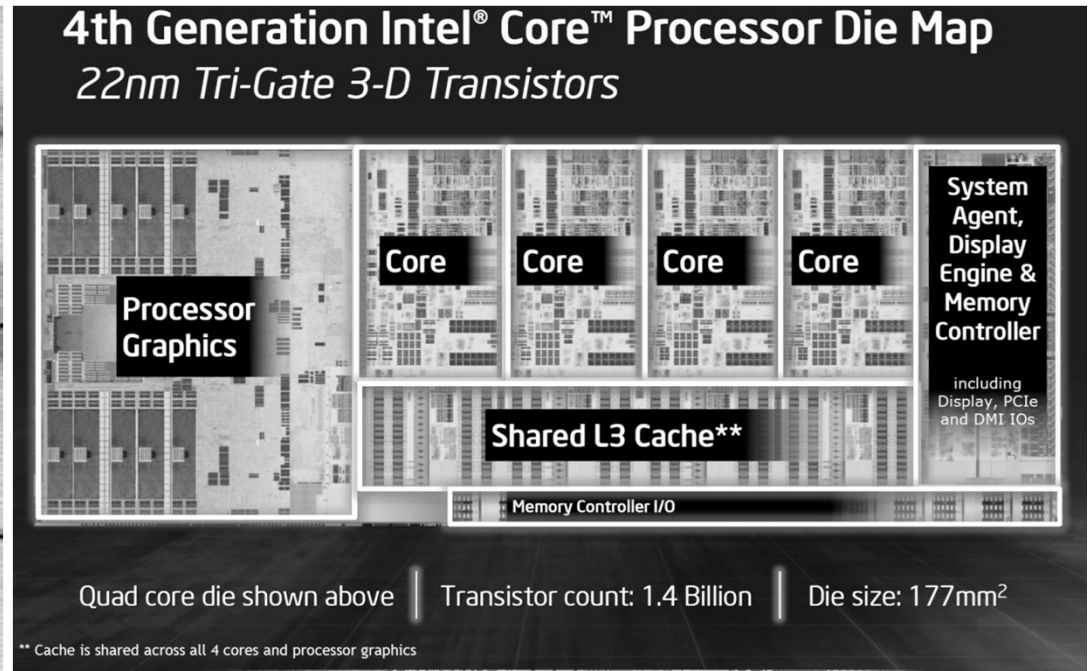 4th Generation Intel® Core™ Processor Die Map
22nm Tri-Gate 3-D Transistors
Processor
Graphics
Core
Core
Core
Core
System
Agent,
Display
Engine &
Memory
Controller
including
Display, PCIe
and DMI IOs
Shared L3 Cache**
Memory Controller I/O
Quad core die shown above
Transistor count: 1.4 Billion
Die size: 177mm²
** Cache is shared across all 4 cores and processor graphics